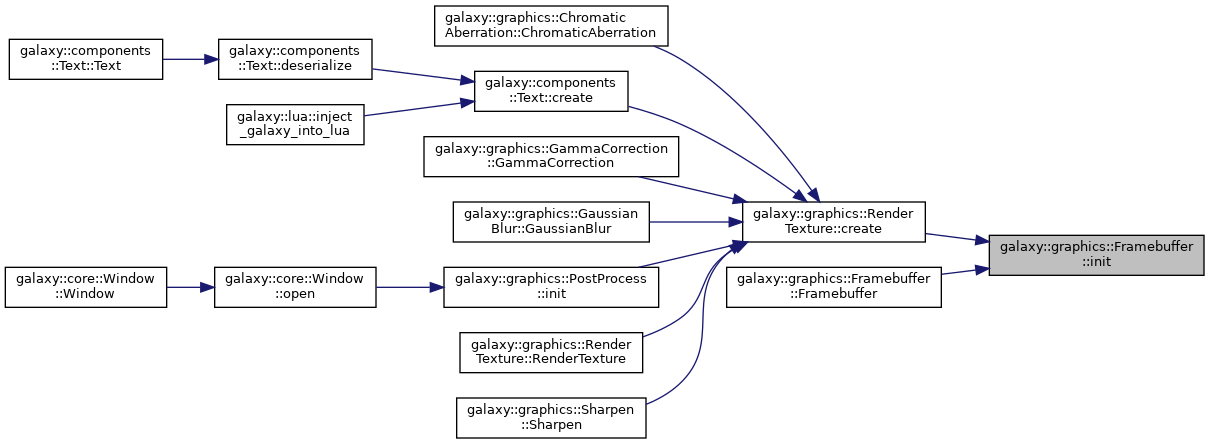 galaxy::graphics::Chromatic
Aberration::ChromaticAberration
galaxy::components
::Text::Text
galaxy::components
::Text::deserialize
galaxy::components
::Text::create
galaxy::lua::inject
_galaxy_into_lua
galaxy::graphics::GammaCorrection
::GammaCorrection
galaxy::graphics::Gaussian
Blur::GaussianBlur
galaxy::graphics::Render
Texture::create
galaxy::graphics::Framebuffer
::init
galaxy::core::Window
::Window
galaxy::core::Window
::open
galaxy::graphics::PostProcess
::init
galaxy::graphics::Framebuffer
::Framebuffer
galaxy::graphics::Render
Texture::RenderTexture
galaxy::graphics::Sharpen
::Sharpen